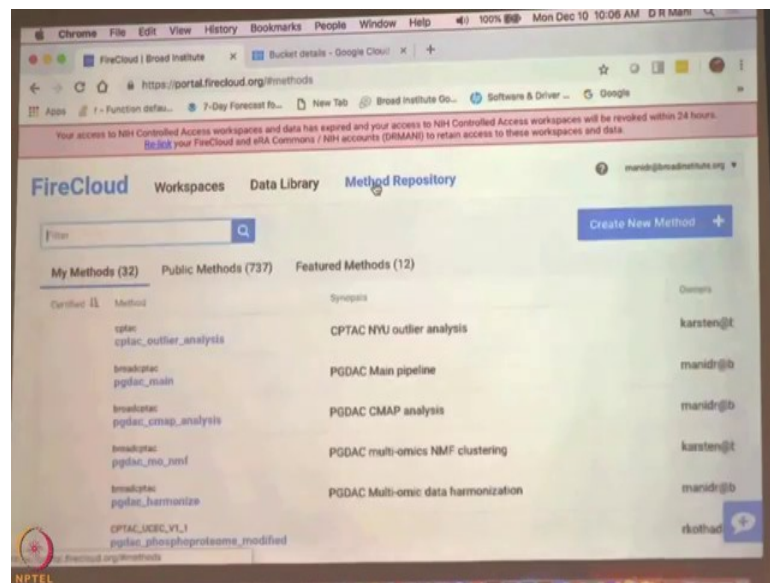 Chrome File Edit View History Bookmarks People Window Help 100% Mon Dec 10 10:06 AM D R Mani
FireCloud | Broad Institute × Bucket details - Google Cloud × +
https://portal.firecloud.org/#methods
Apps r - Function defau... 7-Day Forecast fo... New Tab Broad Institute Go... Software & Driver ... Google
Your access to NIH Controlled Access workspaces and data has expired and your access to NIH Controlled Access workspaces will be revoked within 24 hours.
Re-link your FireCloud and eRA Commons / NIH accounts (DRMANI) to retain access to these workspaces and data.
FireCloud Workspaces Data Library Method Repository manidr@broadinstitute.org
Filter
Create New Method +
My Methods (32) Public Methods (737) Featured Methods (12)
Certified Method Synopsis Owners
cptac
cptac_outlier_analysis CPTAC NYU outlier analysis karsten@t
broadcptac
pgdac_main PGDAC Main pipeline manidr@b
broadcptac
pgdac_cmap_analysis PGDAC CMAP analysis manidr@b
broadcptac
pgdac_mo_nmf PGDAC multi-omics NMF clustering karsten@t
broadcptac
pgdac_harmonize PGDAC Multi-omic data harmonization manidr@b
CPTAC_UCEC_V1_1
pgdac_phosphoproteome_modified rkothad
NPTEL